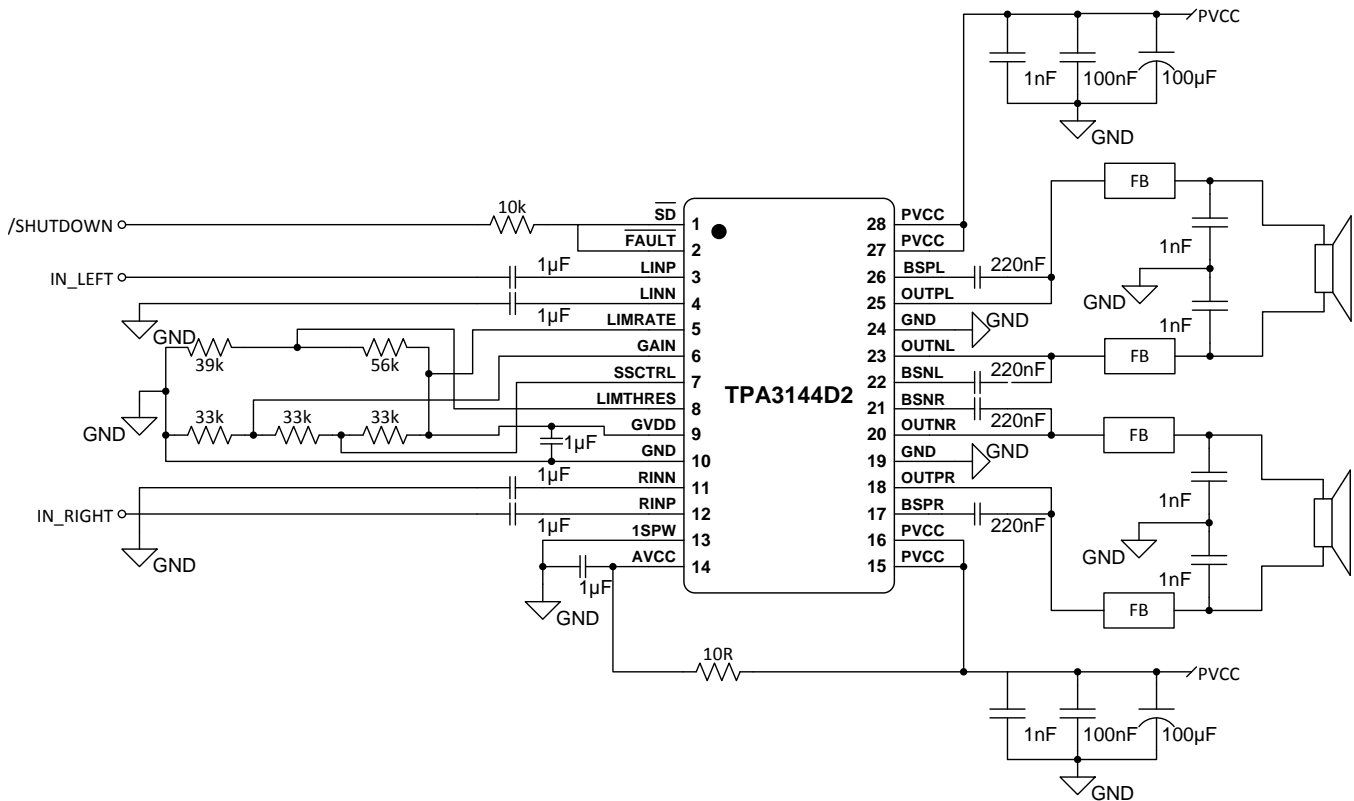 PVCC
1nF
100nF
100µF
GND
/SHUTDOWN
10k
SD
1
28
PVCC
FAULT
2
27
PVCC
IN_LEFT
1µF
LINP
3
26
BSPL
220nF
LINN
4
25
OUTPL
GND
1µF
LIMRATE
5
24
GND
GND
39k
56k
GAIN
6
23
OUTNL
SSCTRL
7
22
BSNL
220nF
TPA3144D2
LIMTHRES
8
21
BSNR
GND
33k
33k
33k
GVDD
9
20
OUTNR
220nF
1µF
GND
10
19
GND
GND
1µF
RINN
11
18
OUTPR
IN_RIGHT
RINP
12
17
BSPR
220nF
1µF
GND
1SPW
13
16
PVCC
AVCC
14
15
PVCC
1µF
GND
10R
FB
1nF
GND
1nF
FB
FB
1nF
GND
1nF
FB
PVCC
1nF
100nF
100µF
GND